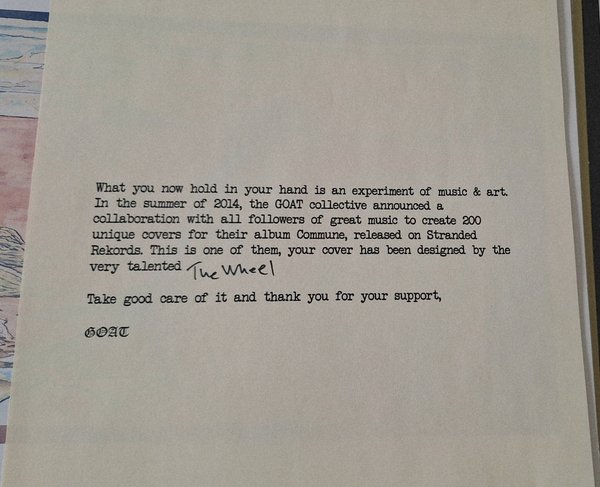 What you now hold in your hand is an experiment of music & art.
In the summer of 2014, the GOAT collective announced a
collaboration with all followers of great music to create 200
unique covers for their album Commune, released on Stranded
Rekords. This is one of them, your cover has been designed by the
very talented The Wheel
Take good care of it and thank you for your support,
GOAT